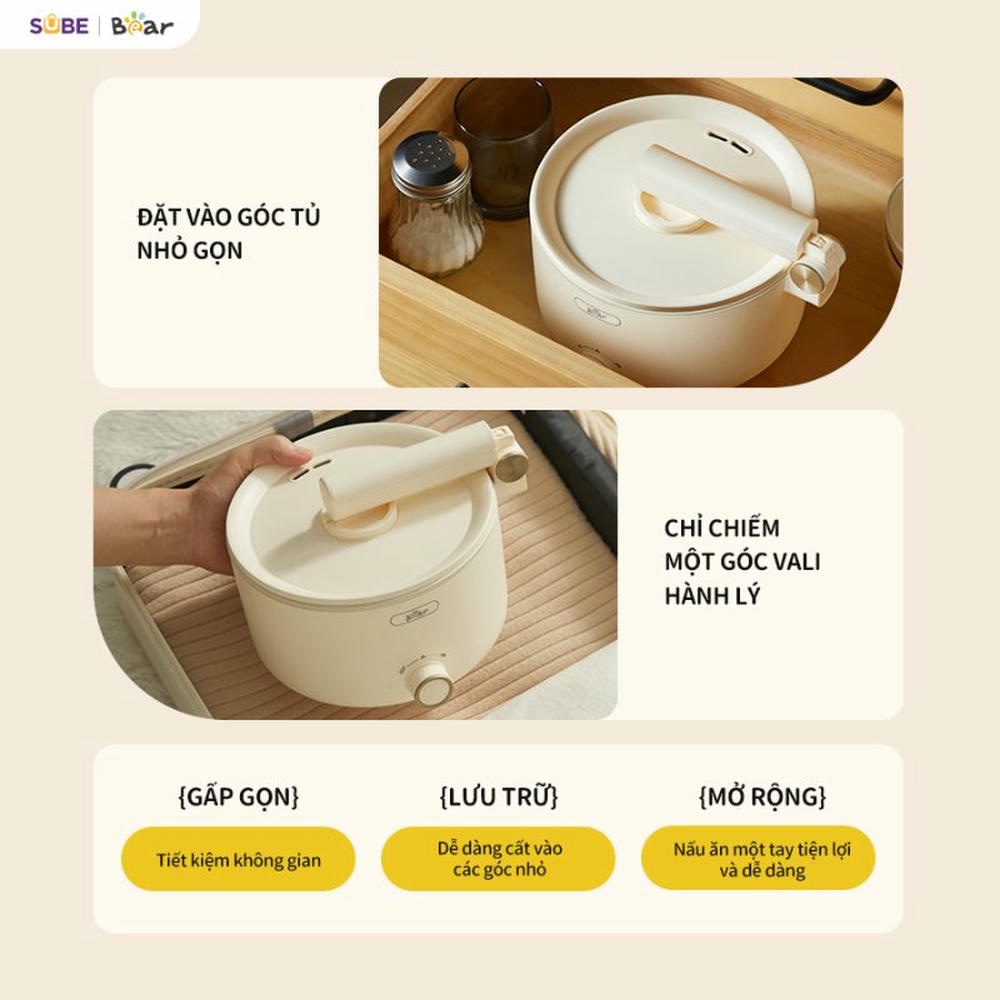 SUBE | Bear
ĐẶT VÀO GÓC TỦ
NHỎ GỌN
Bear
Bear
CHỈ CHIẾM
MỘT GÓC VALI
HÀNH LÝ
{GẤP GỌN}
{LƯU TRỮ}
{MỞ RỘNG}
Tiết kiệm không gian
Dễ dàng cất vào
các góc nhỏ
Nấu ăn một tay tiện lợi
và dễ dàng